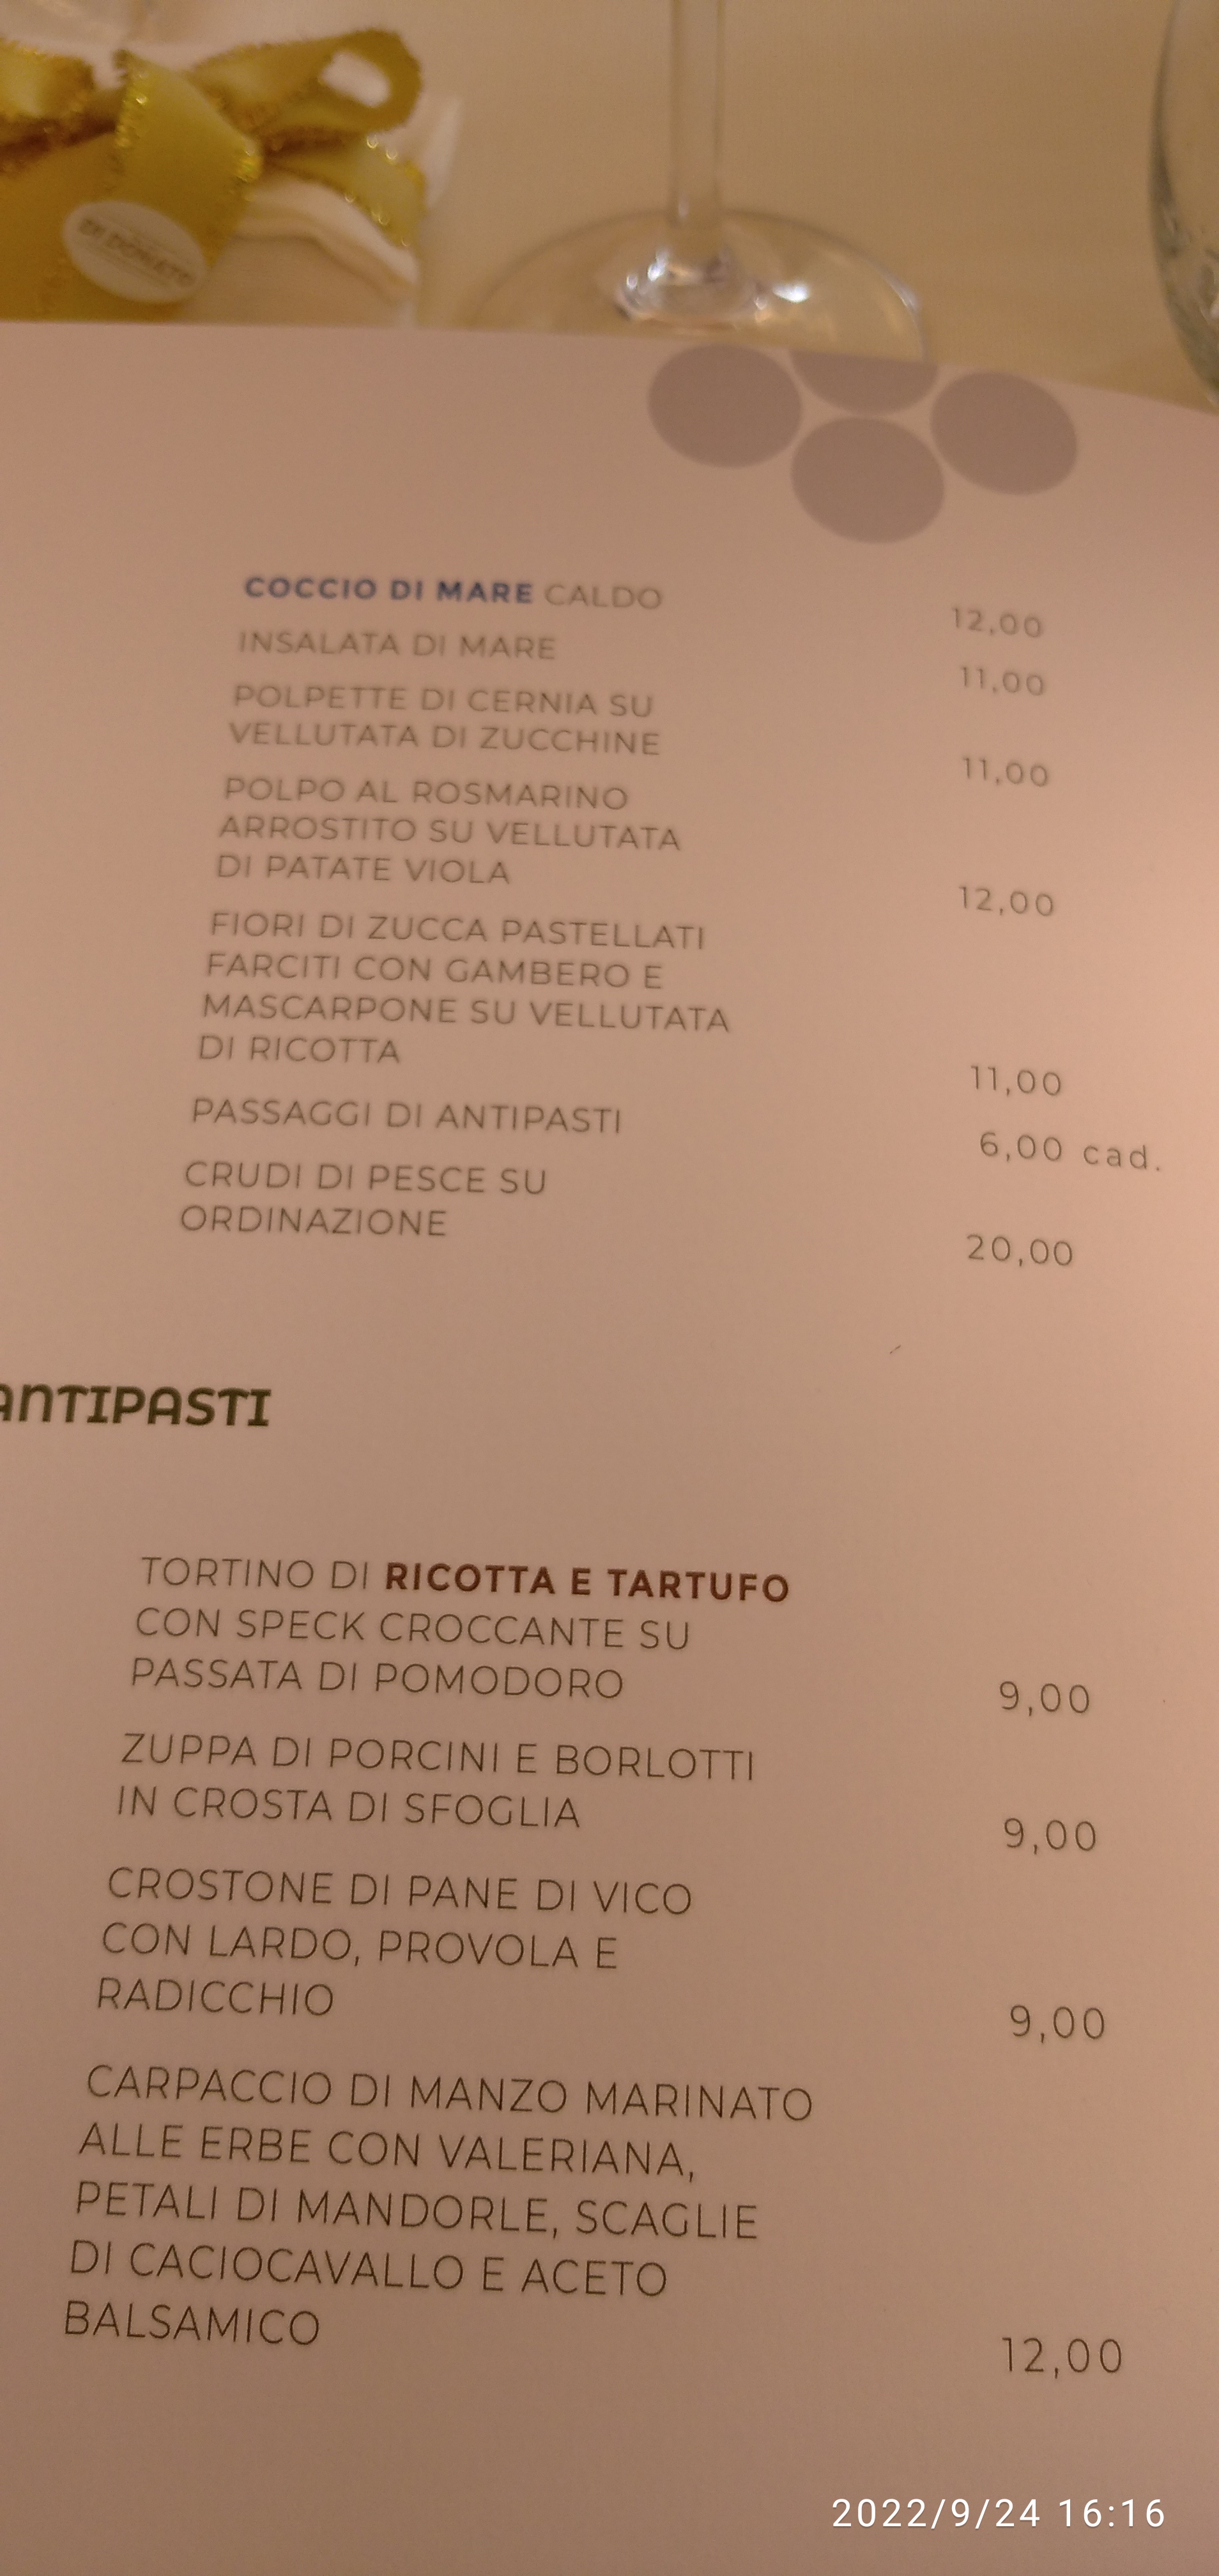 DI DONATO
COCCIO DI MARE CALDO 12,00
INSALATA DI MARE 11,00
POLPETTE DI CERNIA SU
VELLUTATA DI ZUCCHINE 11,00
POLPO AL ROSMARINO
ARROSTITO SU VELLUTATA
DI PATATE VIOLA 12,00
FIORI DI ZUCCA PASTELLATI
FARCITI CON GAMBERO E
MASCARPONE SU VELLUTATA
DI RICOTTA 11,00
PASSAGGI DI ANTIPASTI 6,00 cad.
CRUDI DI PESCE SU
ORDINAZIONE 20,00
ANTIPASTI
TORTINO DI RICOTTA E TARTUFO
CON SPECK CROCCANTE SU
PASSATA DI POMODORO 9,00
ZUPPA DI PORCINI E BORLOTTI
IN CROSTA DI SFOGLIA 9,00
CROSTONE DI PANE DI VICO
CON LARDO, PROVOLA E
RADICCHIO 9,00
CARPACCIO DI MANZO MARINATO
ALLE ERBE CON VALERIANA,
PETALI DI MANDORLE, SCAGLIE
DI CACIOCAVALLO E ACETO
BALSAMICO 12,00
2022/9/24 16:16